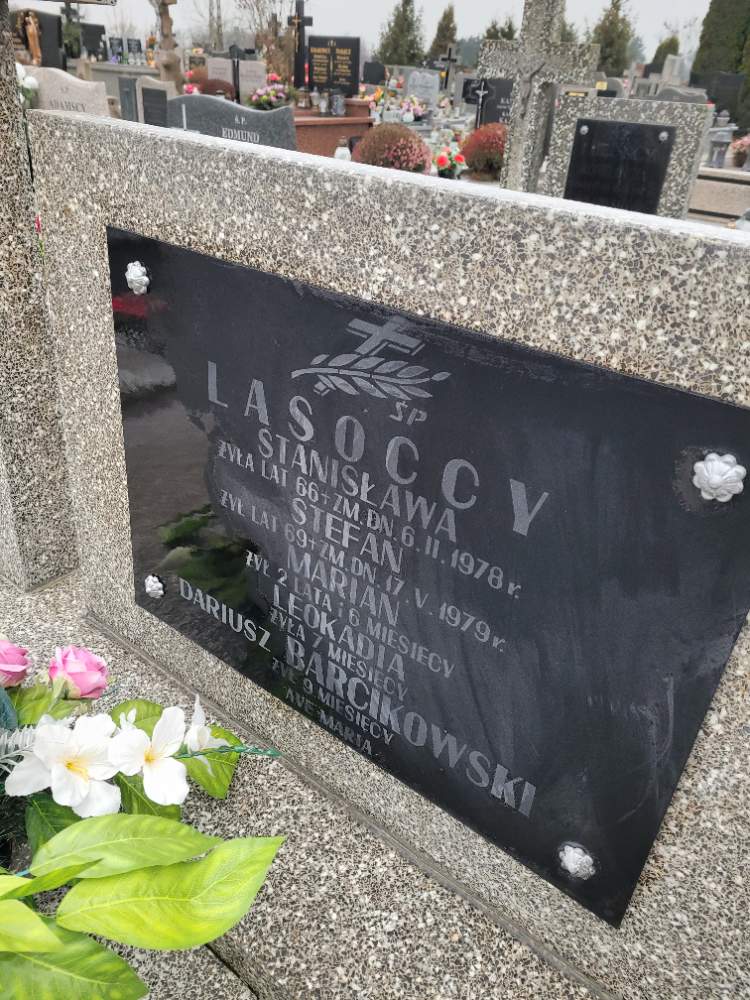 ADAMSCY
Ś.P.
EDMUND
ŚP
LASOCCY
STANISŁAWA
ŻYŁA LAT 66 + ZM. DN. 6. II. 1978 r.
STEFAN
ŻYŁ LAT 69 + ZM. DN. 17. V. 1979 r.
MARIAN
ŻYŁ 2 LATA i 6 MIESIĘCY
LEOKADIA
ŻYŁA 7 MIESIĘCY
DARIUSZ BARCIKOWSKI
ŻYŁ 9 MIESIĘCY
AVE MARIA